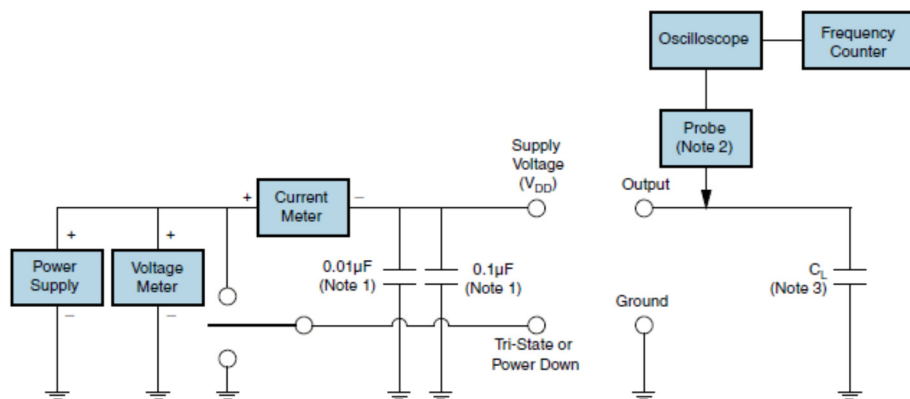 Oscilloscope
Frequency
Counter
Probe
(Note 2)
Supply
Voltage
(VDD)
Output
+
Current
Meter
−
+
+
Power
Supply
Voltage
Meter
0.01µF
(Note 1)
0.1µF
(Note 1)
CL
(Note 3)
−
−
Ground
Tri-State or
Power Down